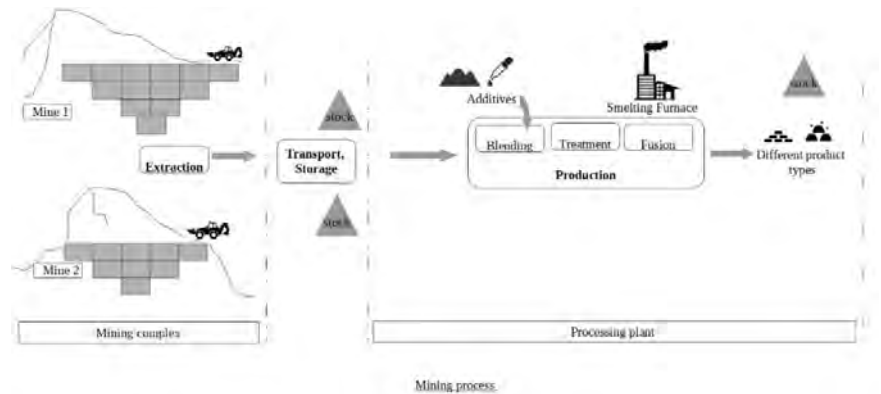 Mine 1
Extraction
Mine 2
Mining complex
stock
Transport,
Storage
stock
Additives
Smelting Furnace
Blending
Treatment
Fusion
Production
stock
Different product
types
Processing plant
Mining process